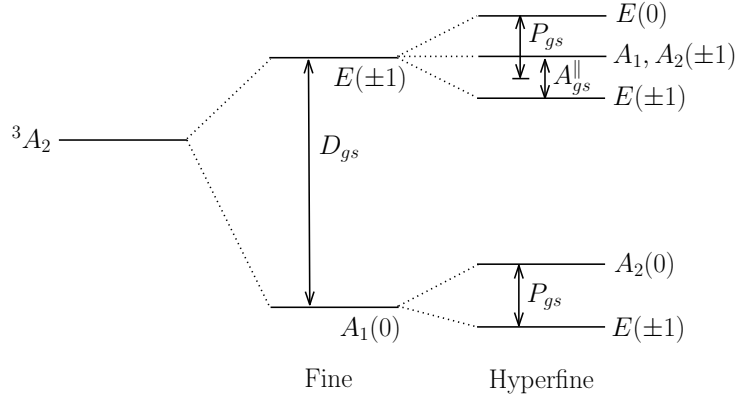 E(0)
P_{gs}
A_1, A_2(±1)
E(±1)
A_{gs}^{∥}
E(±1)
^3A_2
D_{gs}
A_2(0)
P_{gs}
A_1(0)
E(±1)
Fine
Hyperfine